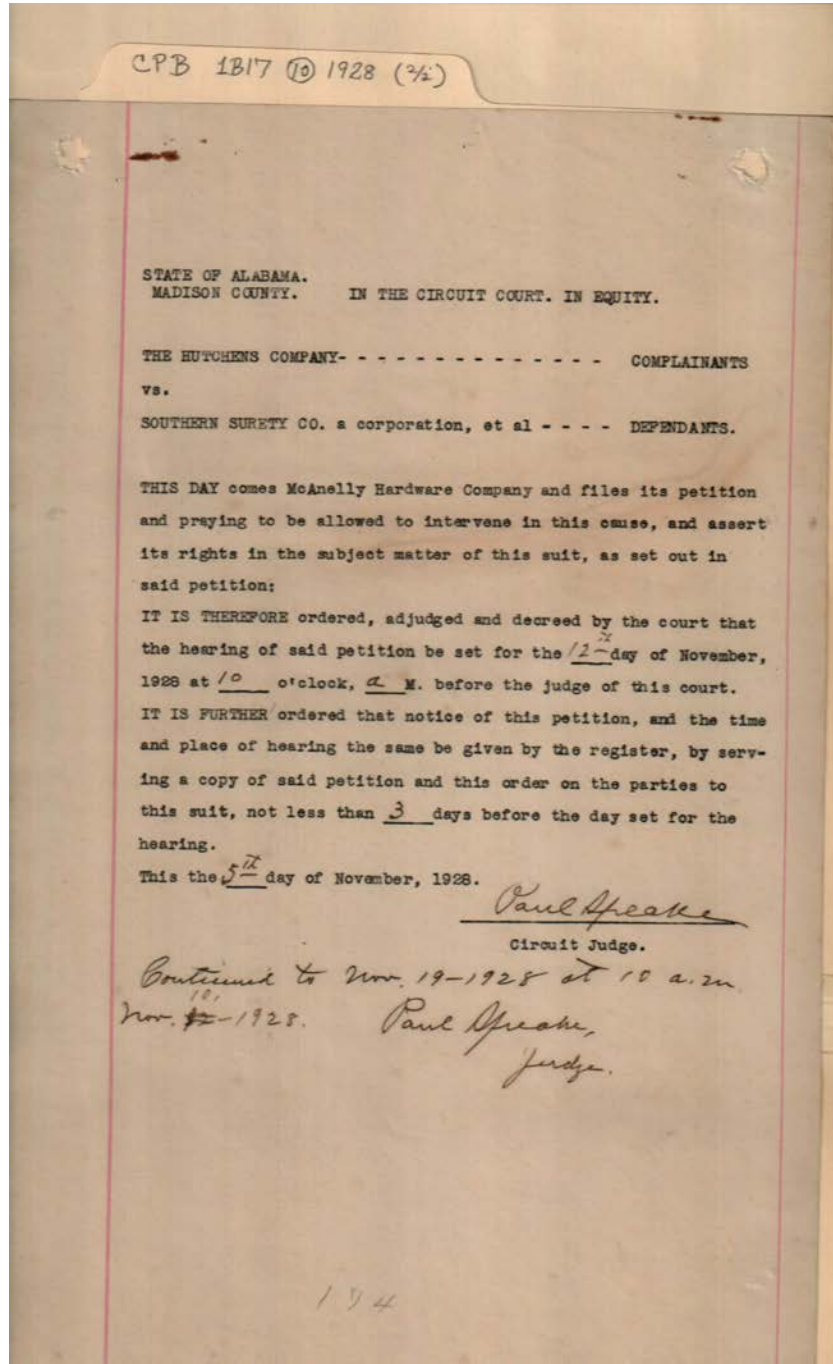 CPB 1B17 ⑩ 1928 (2/2)
STATE OF ALABAMA.
MADISON COUNTY. IN THE CIRCUIT COURT. IN EQUITY.
THE HUTCHENS COMPANY- - - - - - - - - - - - - - COMPLAINANTS
vs.
SOUTHERN SURETY CO. a corporation, et al - - - - DEFENDANTS.
THIS DAY comes McAnelly Hardware Company and files its petition
and praying to be allowed to intervene in this cause, and assert
its rights in the subject matter of this suit, as set out in
said petition:
IT IS THEREFORE ordered, adjudged and decreed by the court that
the hearing of said petition be set for the 12th day of November,
1928 at 10 o'clock, a M. before the judge of this court.
IT IS FURTHER ordered that notice of this petition, and the time
and place of hearing the same be given by the register, by serv-
ing a copy of said petition and this order on the parties to
this suit, not less than 3 days before the day set for the
hearing.
This the 5th day of November, 1928.
Paul Speake
Circuit Judge.
Continued to Nov. 19-1928 at 10 a.m
Nov. 10, -1928. Paul Speake,
Judge.